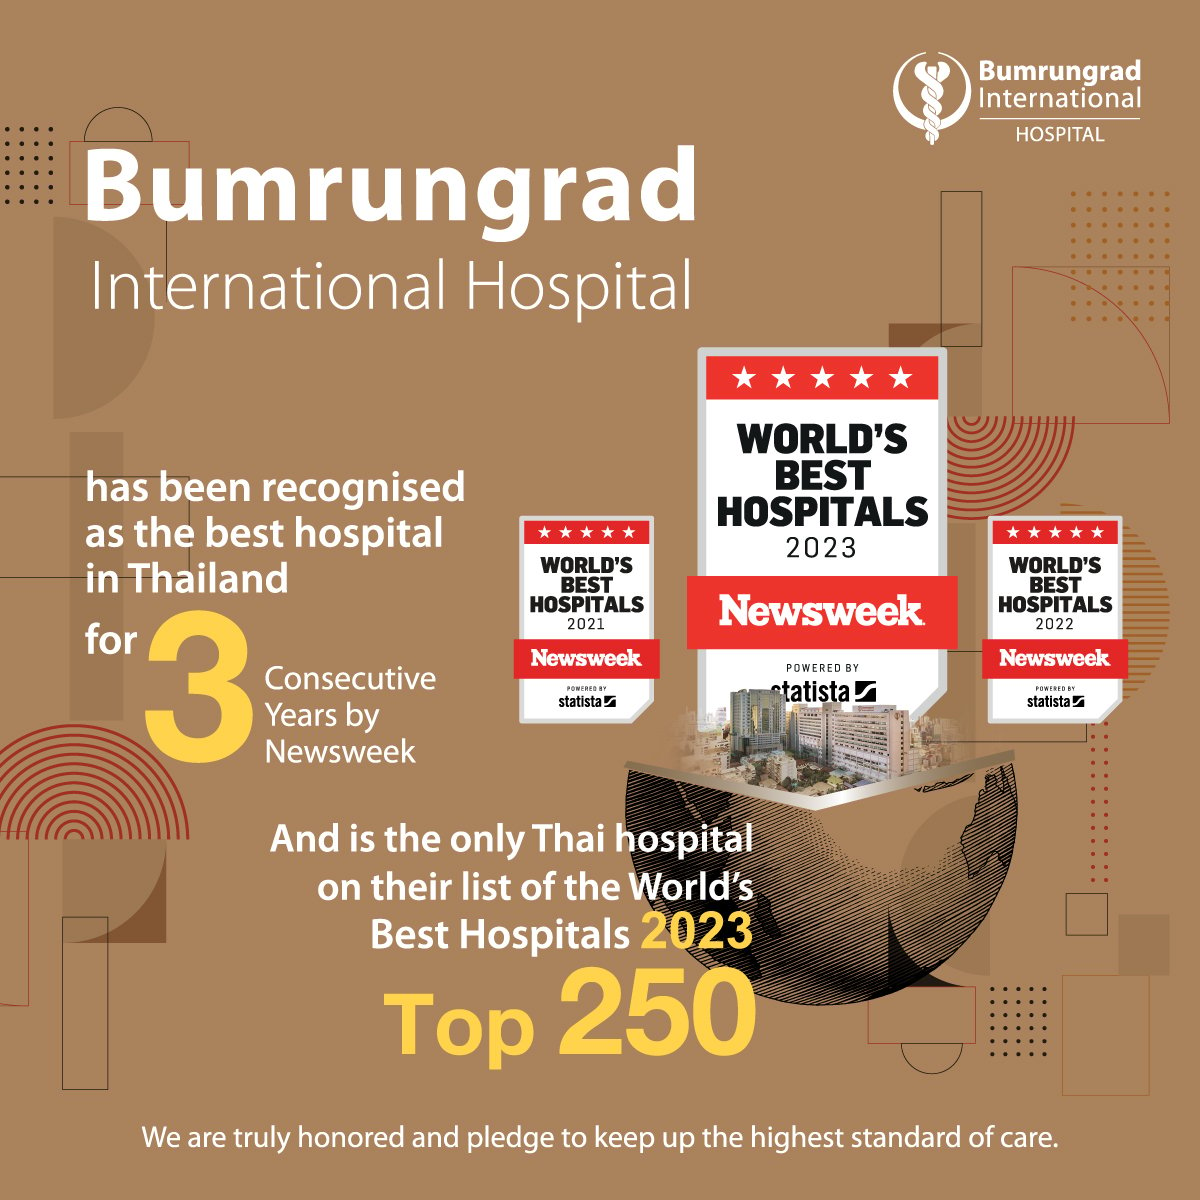 Bumrungrad
International
HOSPITAL
Bumrungrad
International Hospital
has been recognised
as the best hospital
in Thailand
for 3
Consecutive
Years by
Newsweek
WORLD'S
BEST
HOSPITALS
2021
Newsweek
POWERED BY
statista
WORLD'S
BEST
HOSPITALS
2023
Newsweek
POWERED BY
statista
WORLD'S
BEST
HOSPITALS
2022
Newsweek
POWERED BY
statista
And is the only Thai hospital
on their list of the World's
Best Hospitals 2023
Top 250
We are truly honored and pledge to keep up the highest standard of care.